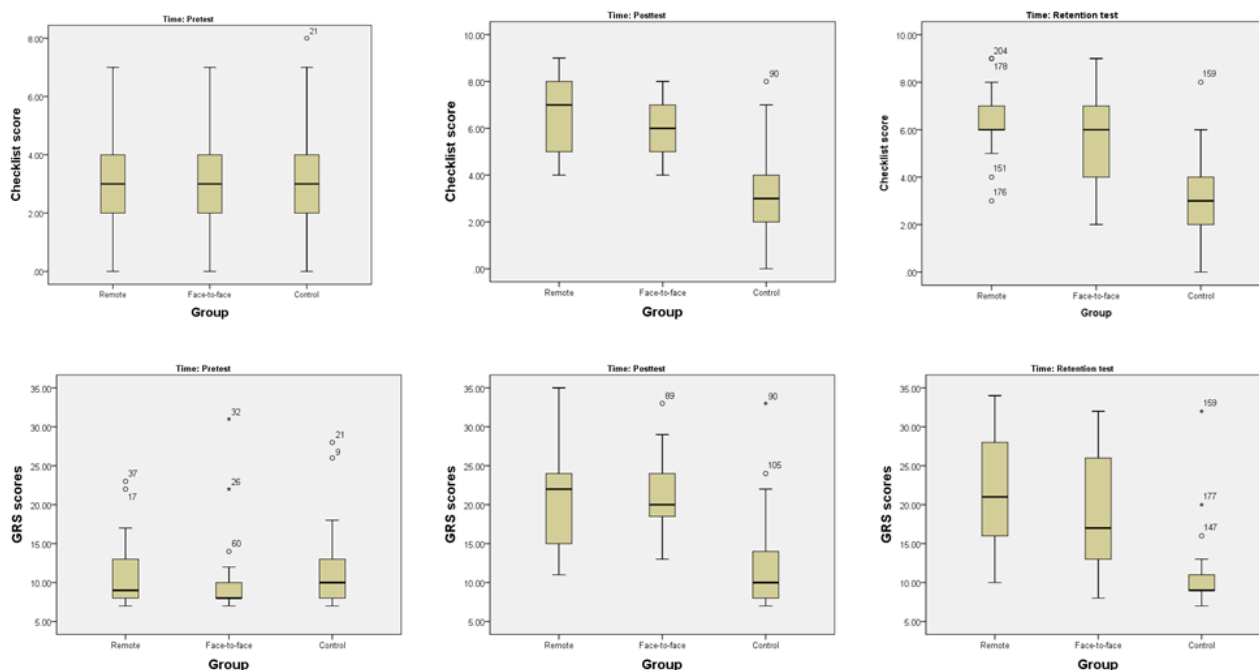 Time: Pretest
Checklist score
8.00
6.00
4.00
2.00
.00
21
Remote Face-to-face Control
Group
Time: Posttest
Checklist score
10.00
8.00
6.00
4.00
2.00
.00
90
Remote Face-to-face Control
Group
Time: Retention test
Checklist score
10.00
8.00
6.00
4.00
2.00
.00
204
178
151
176
159
Remote Face-to-face Control
Group
Time: Pretest
GRS scores
35.00
30.00
25.00
20.00
15.00
10.00
5.00
37
17
32
26
60
21
9
Remote Face-to-face Control
Group
Time: Posttest
GRS scores
35.00
30.00
25.00
20.00
15.00
10.00
5.00
89
90
105
Remote Face-to-face Control
Group
Time: Retention test
GRS scores
35.00
30.00
25.00
20.00
15.00
10.00
5.00
159
177
147
Remote Face-to-face Control
Group